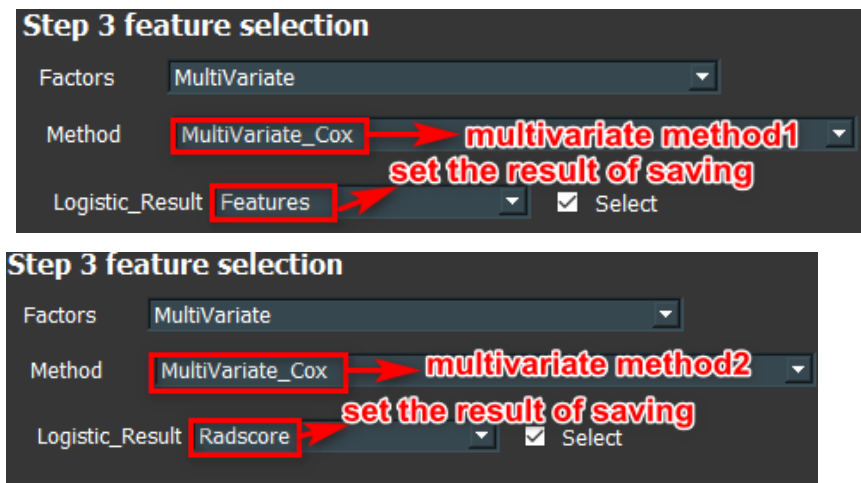 Step 3 feature selection
Factors MultiVariate
Method MultiVariate_Cox multivariate method1
set the result of saving
Logistic_Result Features Select
Step 3 feature selection
Factors MultiVariate
Method MultiVariate_Cox multivariate method2
set the result of saving
Logistic_Result Radscore Select